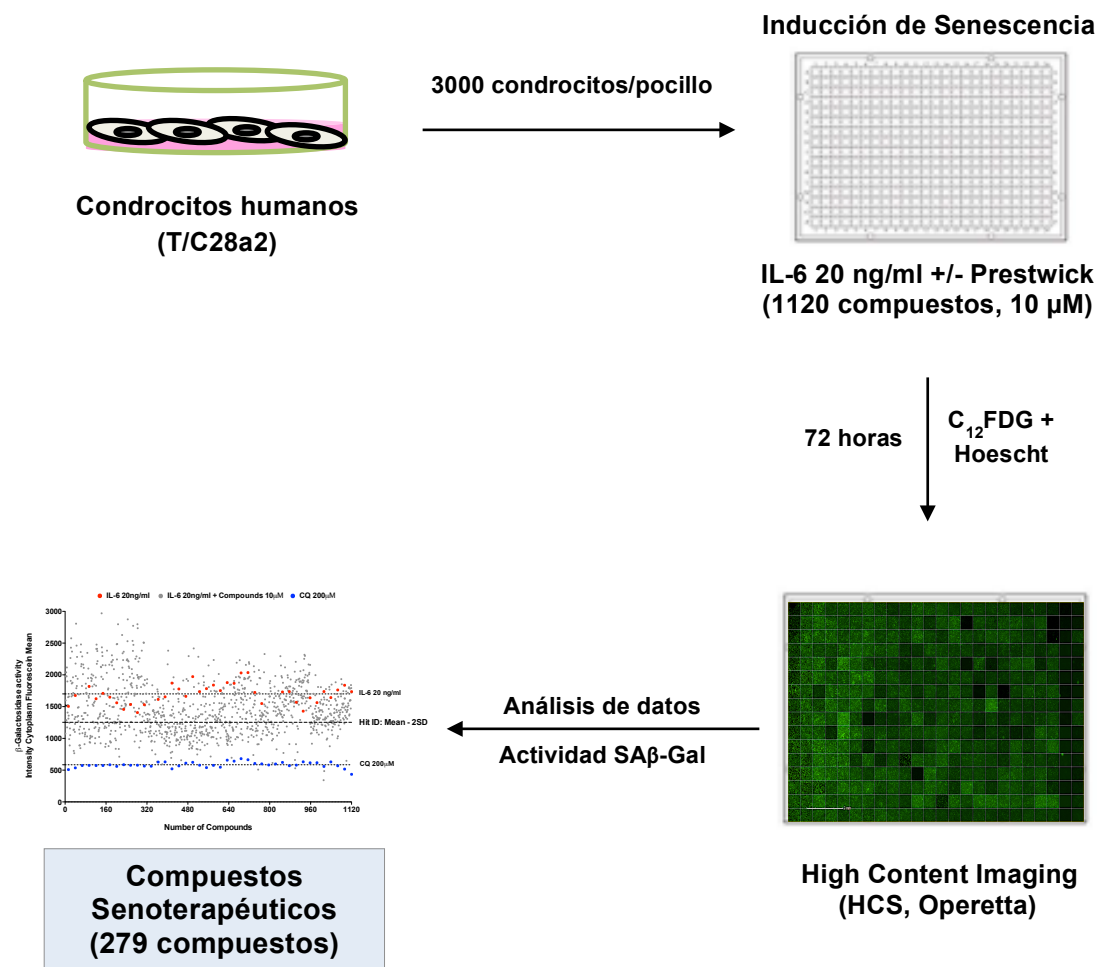 Inducción de Senescencia
3000 condrocitos/pocillo
Condrocitos humanos
(T/C28a2)
IL-6 20 ng/ml +/- Prestwick
(1120 compuestos, 10 µM)
72 horas
C₁₂FDG +
Hoescht
IL-6 20ng/ml
IL-6 20ng/ml + Compounds 10µM
CQ 200µM
β-Galactosidase activity
Intensity Cytoplasm Fluorescein Mean
3000
2500
2000
1500
1000
500
0
IL-6 20 ng/ml
Hit ID: Mean - 2SD
CQ 200µM
0 160 320 480 640 800 960 1120
Number of Compounds
Análisis de datos
Actividad SAβ-Gal
High Content Imaging
(HCS, Operetta)
Compuestos
Senoterapéuticos
(279 compuestos)